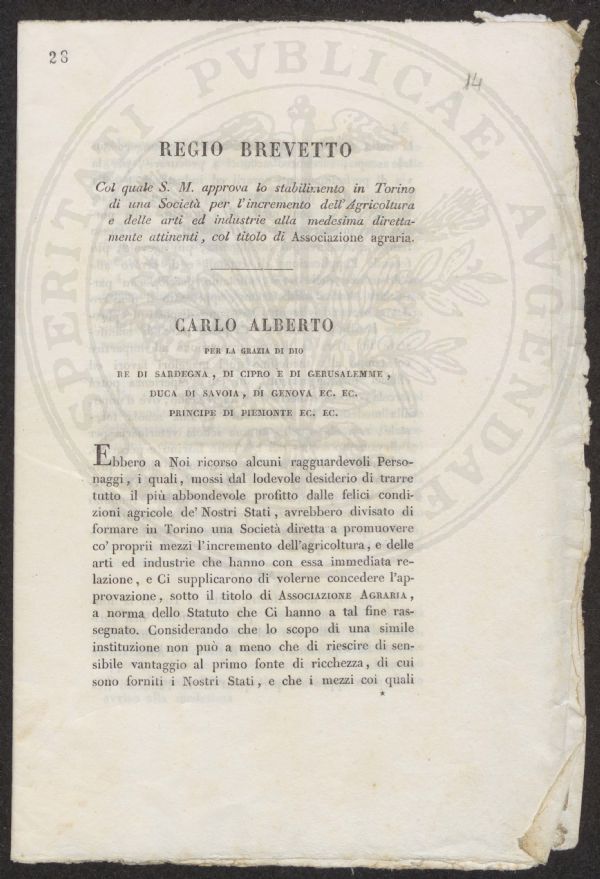 28
14
PROSPERITATI PVBLICAE AVGENDAE
REGIO BREVETTO
Col quale S. M. approva lo stabilimento in Torino
di una Società per l'incremento dell'Agricoltura
e delle arti ed industrie alla medesima diretta-
mente attinenti, col titolo di Associazione agraria.
CARLO ALBERTO
PER LA GRAZIA DI DIO
RE DI SARDEGNA, DI CIPRO E DI GERUSALEMME,
DUCA DI SAVOIA, DI GENOVA EC. EC.
PRINCIPE DI PIEMONTE EC. EC.
Ebbero a Noi ricorso alcuni ragguardevoli Perso-
naggi, i quali, mossi dal lodevole desiderio di trarre
tutto il più abbondevole profitto dalle felici condi-
zioni agricole de' Nostri Stati, avrebbero divisato di
formare in Torino una Società diretta a promuovere
co' proprii mezzi l'incremento dell'agricoltura, e delle
arti ed industrie che hanno con essa immediata re-
lazione, e Ci supplicarono di volerne concedere l'ap-
provazione, sotto il titolo di ASSOCIAZIONE AGRARIA,
a norma dello Statuto che Ci hanno a tal fine ras-
segnato. Considerando che lo scopo di una simile
instituzione non può a meno che di riescire di sen-
sibile vantaggio al primo fonte di ricchezza, di cui
sono forniti i Nostri Stati, e che i mezzi coi quali
*